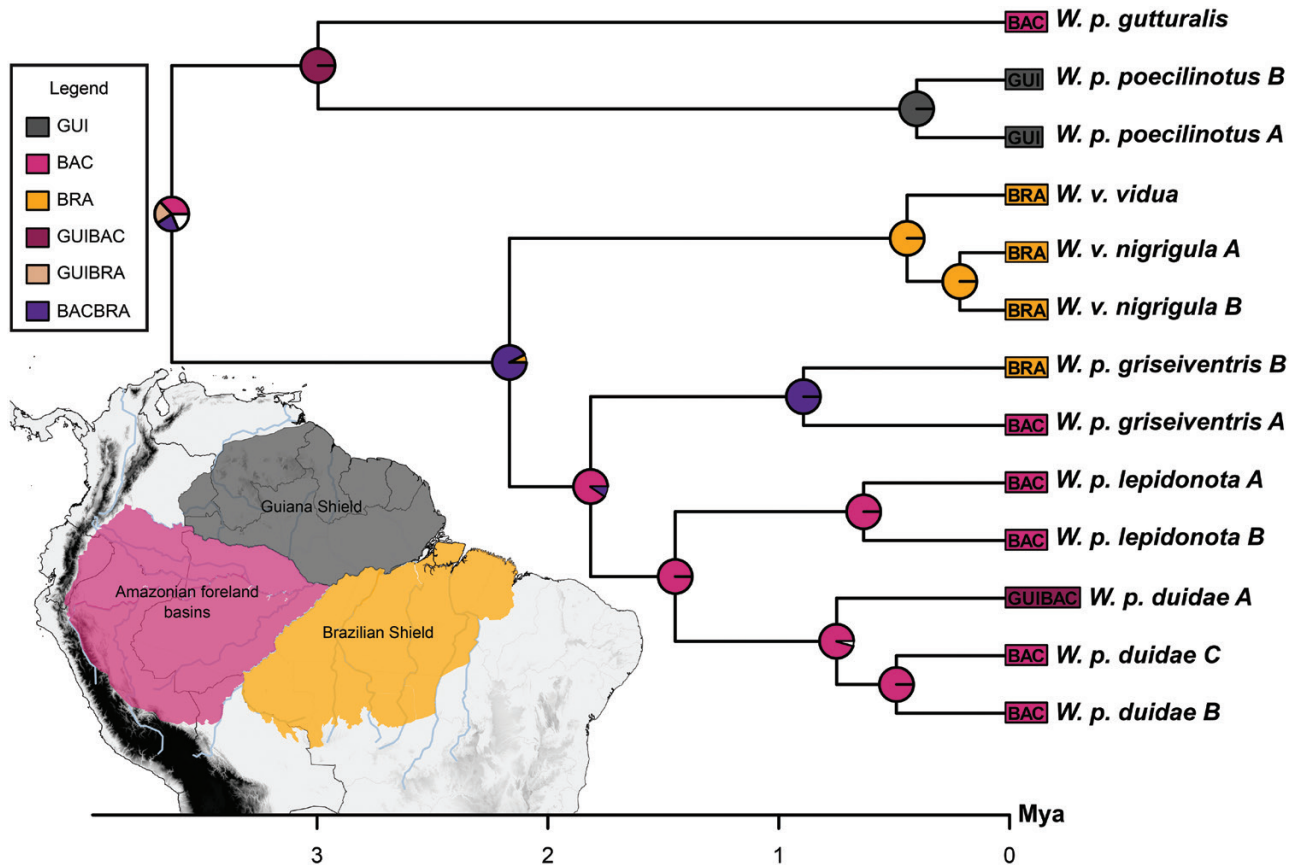 BAC W. p. gutturalis
GUI W. p. poecilinotus B
GUI W. p. poecilinotus A
BRA W. v. vidua
BRA W. v. nigrigula A
BRA W. v. nigrigula B
BRA W. p. griseiventris B
BAC W. p. griseiventris A
BAC W. p. lepidonota A
BAC W. p. lepidonota B
GUIBAC W. p. duidae A
BAC W. p. duidae C
BAC W. p. duidae B
Legend
GUI
BAC
BRA
GUIBAC
GUIBRA
BACBRA
Guiana Shield
Amazonian foreland
basins
Brazilian Shield
Mya
3 2 1 0